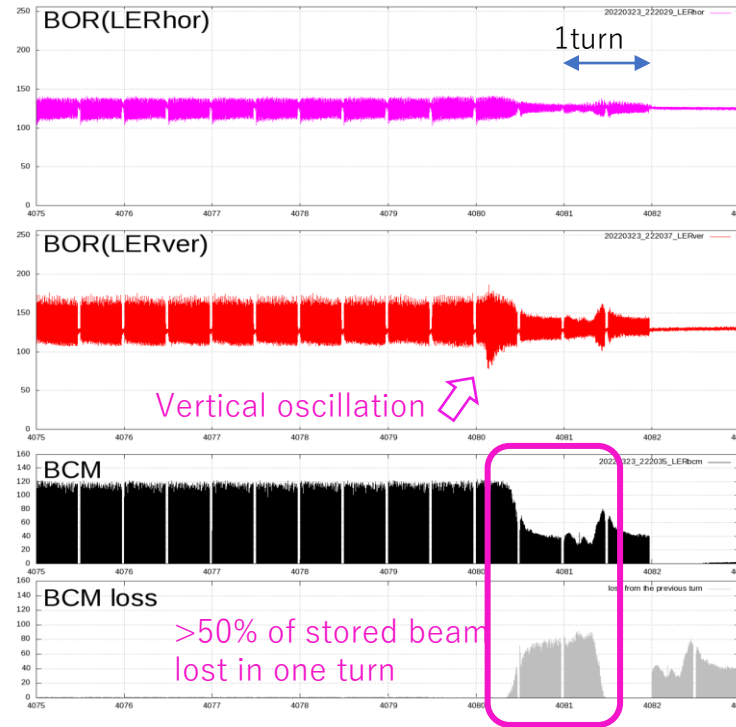 BOR(LERhor)
20220323_222029_LERhor
1turn
250
200
150
100
50
0
4075 4076 4077 4078 4079 4080 4081 4082
BOR(LERver)
20220323_222037_LERver
250
200
150
100
50
0
Vertical oscillation
4075 4076 4077 4078 4079 4080 4081 4082
BCM
20220323_222035_LERbcm
160
140
120
100
80
60
40
20
0
4075 4076 4077 4078 4079 4080 4081 4082
BCM loss
loss from the previous turn
160
140
120
100
80
60
40
20
0
>50% of stored beam
lost in one turn
4075 4076 4077 4078 4079 4080 4081 4082